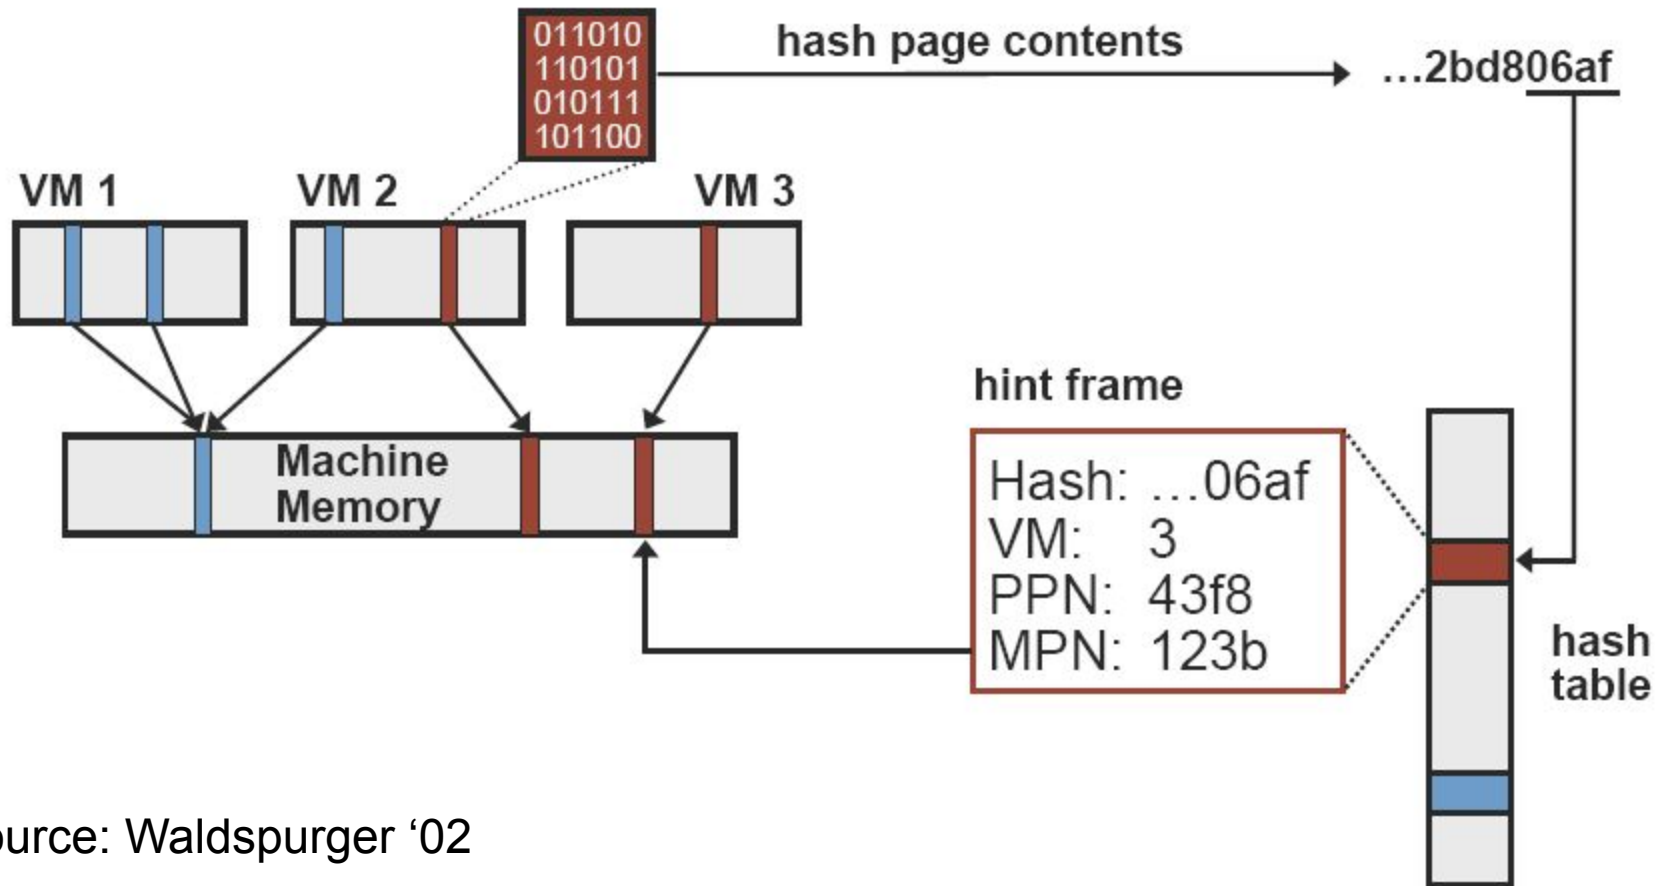 011010
110101
010111
101100
hash page contents
...2bd806af
VM 1
VM 2
VM 3
hint frame
Machine
Memory
Hash: ...06af
VM: 3
PPN: 43f8
MPN: 123b
hash
table
ource: Waldspurger ‘02